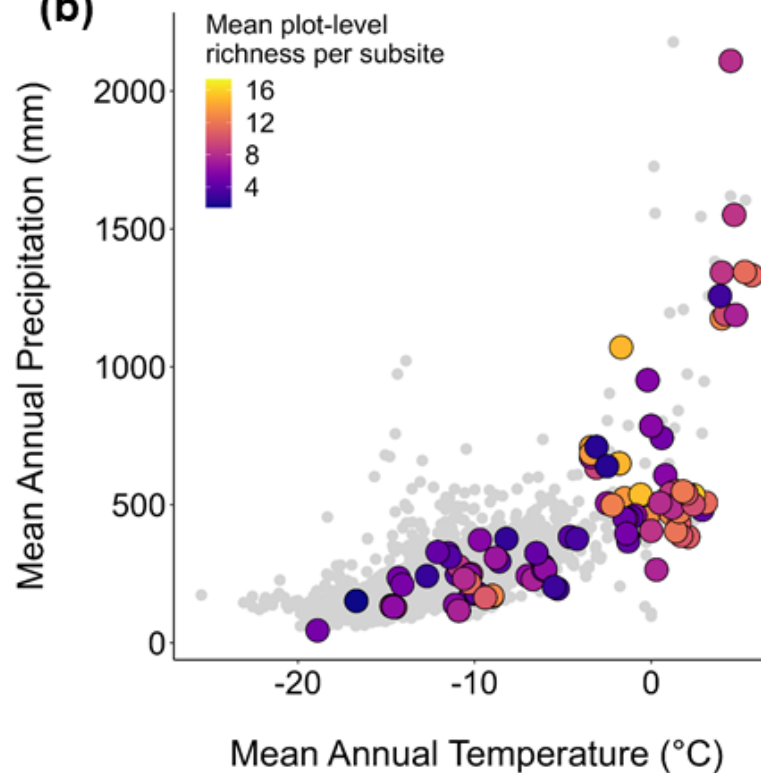 (b)
Mean plot-level
richness per subsite
16
12
8
4
Mean Annual Precipitation (mm)
2000
1500
1000
500
0
-20 -10 0
Mean Annual Temperature (°C)